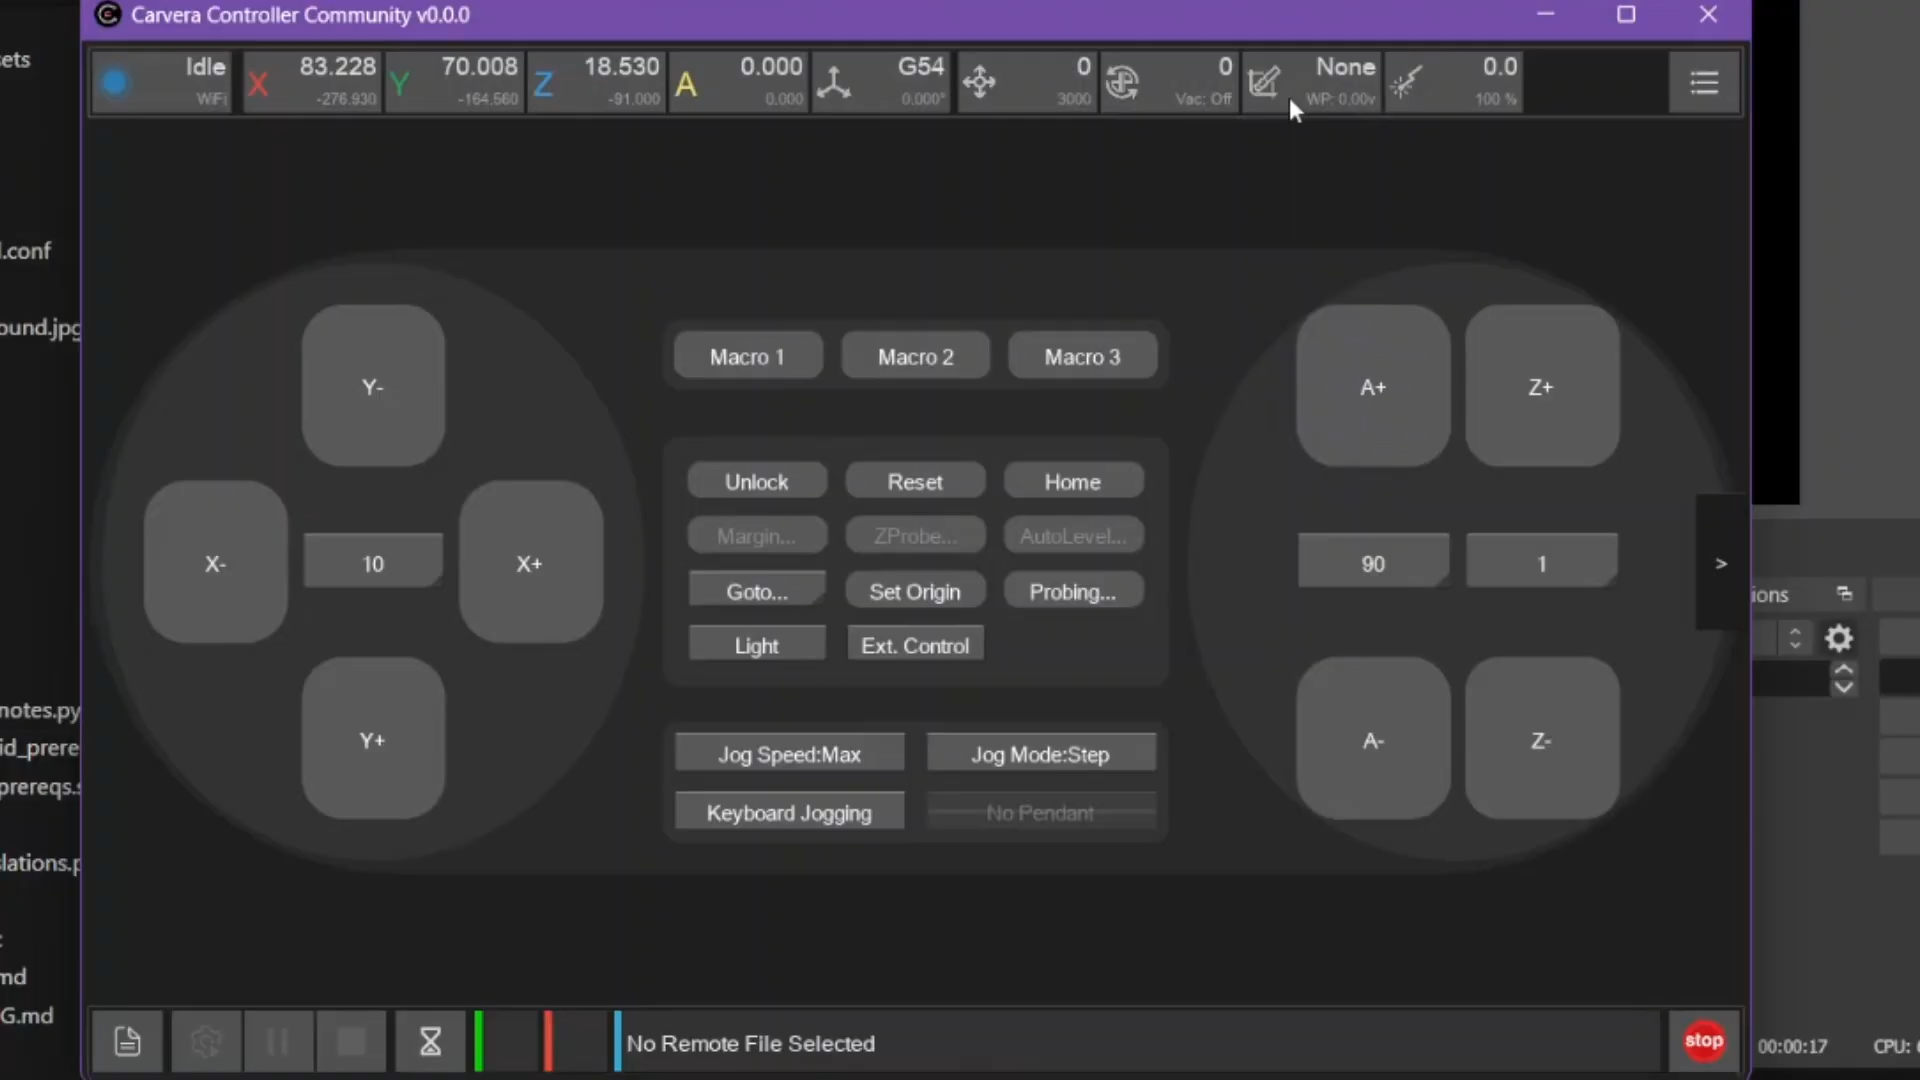 Carvera Controller Community v0.0.0
Idle
WiFi
X 83.228
-276.930
Y 70.008
-164.560
Z 18.530
-91.000
A 0.000
0.000
G54
0.000°
0
3000
0
Vac: Off
None
WP: 0.00v
0.0
100 %
Y-
X-
10
X+
Y+
Macro 1
Macro 2
Macro 3
Unlock
Reset
Home
Margin...
ZProbe...
AutoLevel...
Goto...
Set Origin
Probing...
Light
Ext. Control
Jog Speed:Max
Jog Mode:Step
Keyboard Jogging
No Pendant
A+
Z+
90
1
A-
Z-
>
No Remote File Selected
stop
sets
l.conf
ound.jpg
notes.py
id_prere
prereqs.s
lations.p
md
G.md
ions
00:00:17
CPU: